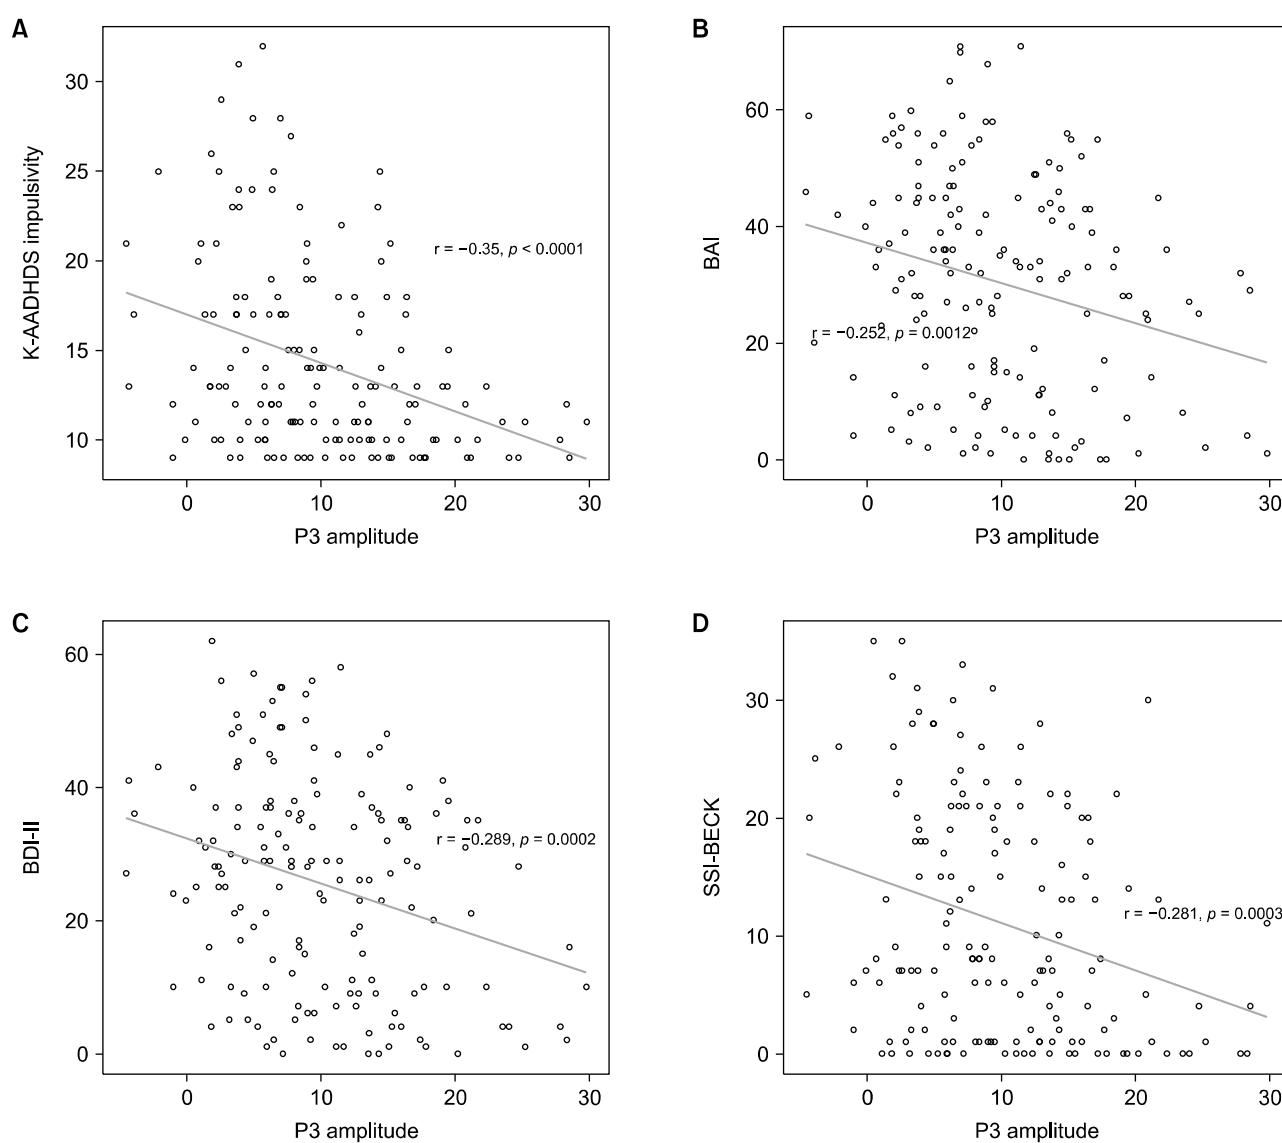 A
K-AADHDS impulsivity
30
25
20
15
10
r = −0.35, p < 0.0001
0 10 20 30
P3 amplitude
B
BAI
60
40
20
0
r = −0.252, p = 0.0012
0 10 20 30
P3 amplitude
C
BDI-II
60
40
20
0
r = −0.289, p = 0.0002
0 10 20 30
P3 amplitude
D
SSI-BECK
30
20
10
0
r = −0.281, p = 0.0003
0 10 20 30
P3 amplitude